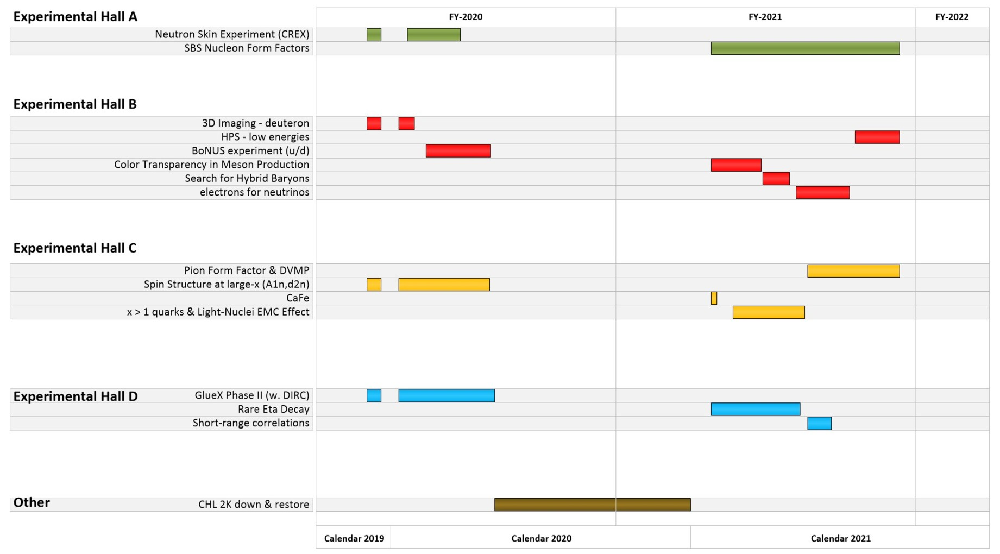 Experimental Hall A
FY-2020 FY-2021 FY-2022
Neutron Skin Experiment (CREX)
SBS Nucleon Form Factors
Experimental Hall B
3D Imaging - deuteron
HPS - low energies
BoNUS experiment (u/d)
Color Transparency in Meson Production
Search for Hybrid Baryons
electrons for neutrinos
Experimental Hall C
Pion Form Factor & DVMP
Spin Structure at large-x (A1n,d2n)
CaFe
x > 1 quarks & Light-Nuclei EMC Effect
Experimental Hall D GlueX Phase II (w. DIRC)
Rare Eta Decay
Short-range correlations
Other CHL 2K down & restore
Calendar 2019 Calendar 2020 Calendar 2021